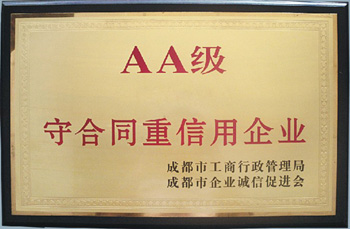 AA级
守合同重信用企业
成都市工商行政管理局
成都市企业诚信促进会